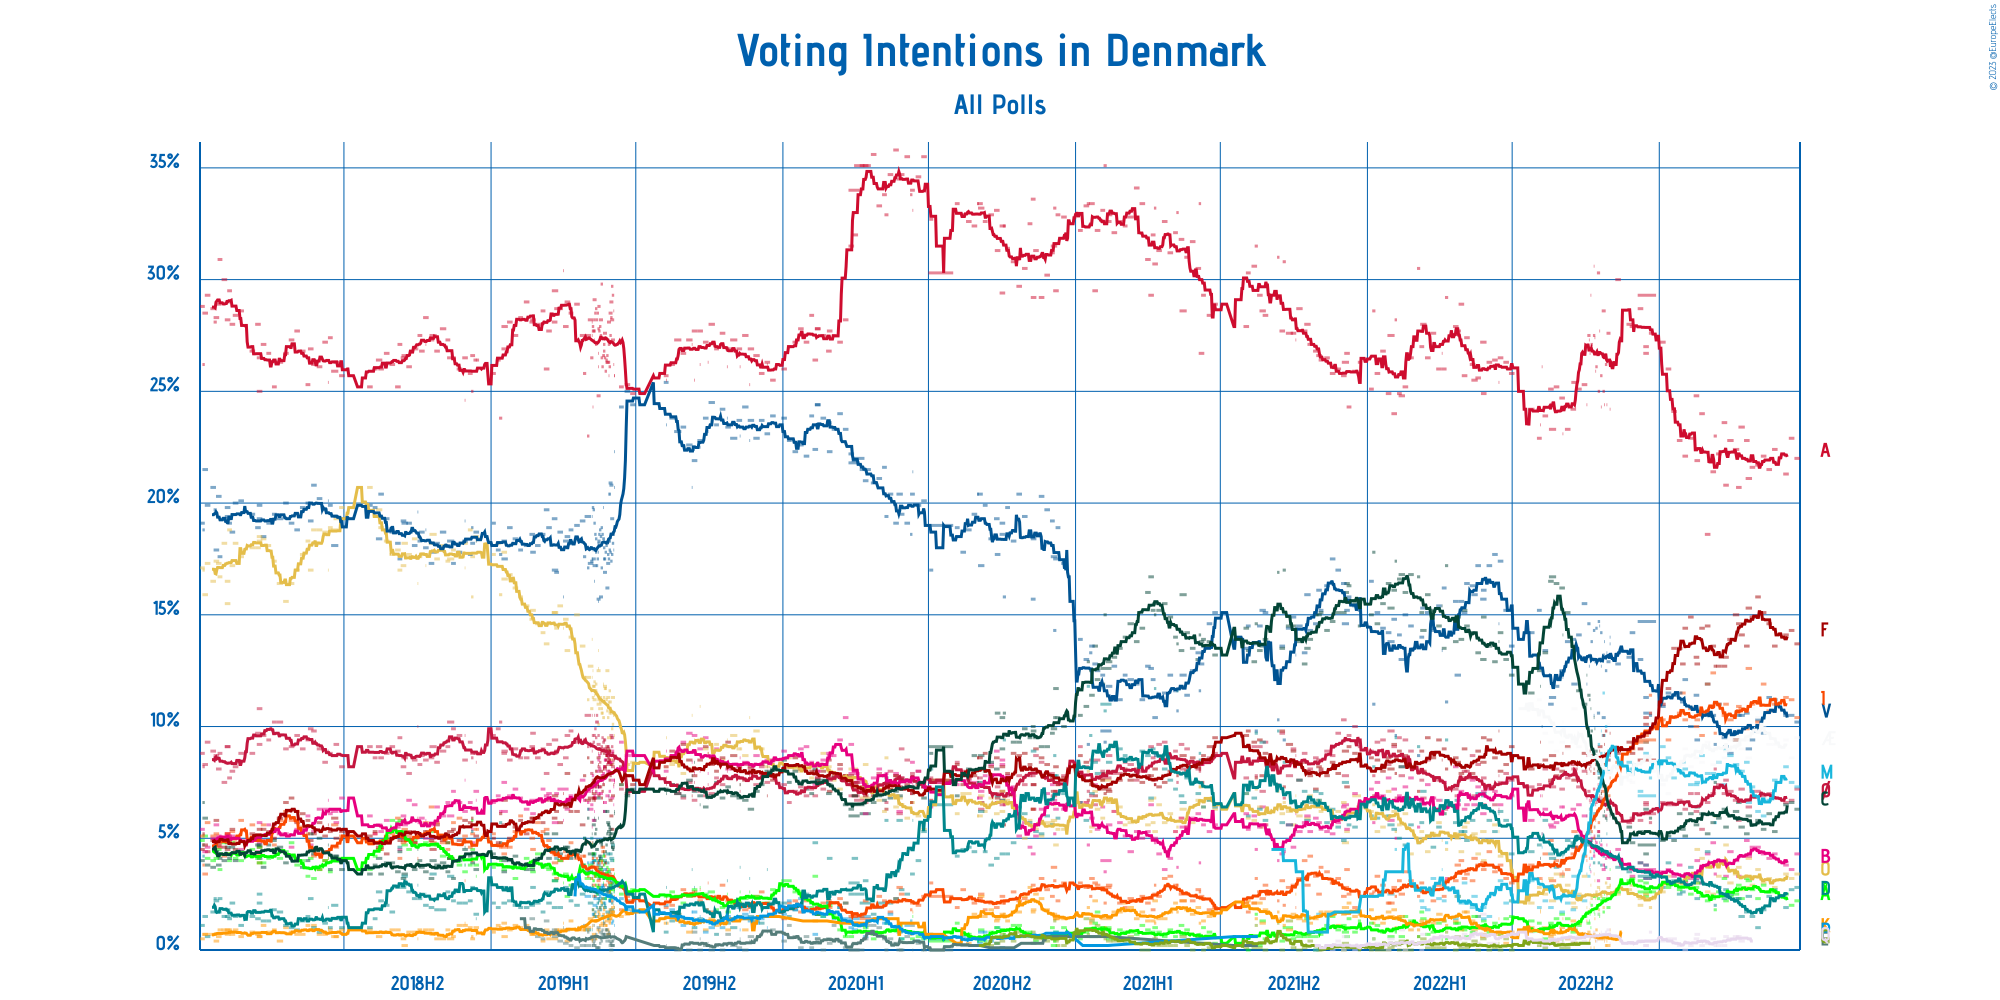 © 2023 @EuropeElects
Voting Intentions in Denmark
All Polls
35%
30%
25%
20%
15%
10%
5%
0%
A
F
I
V
M
C
B
O
K
2018H2
2019H1
2019H2
2020H1
2020H2
2021H1
2021H2
2022H1
2022H2